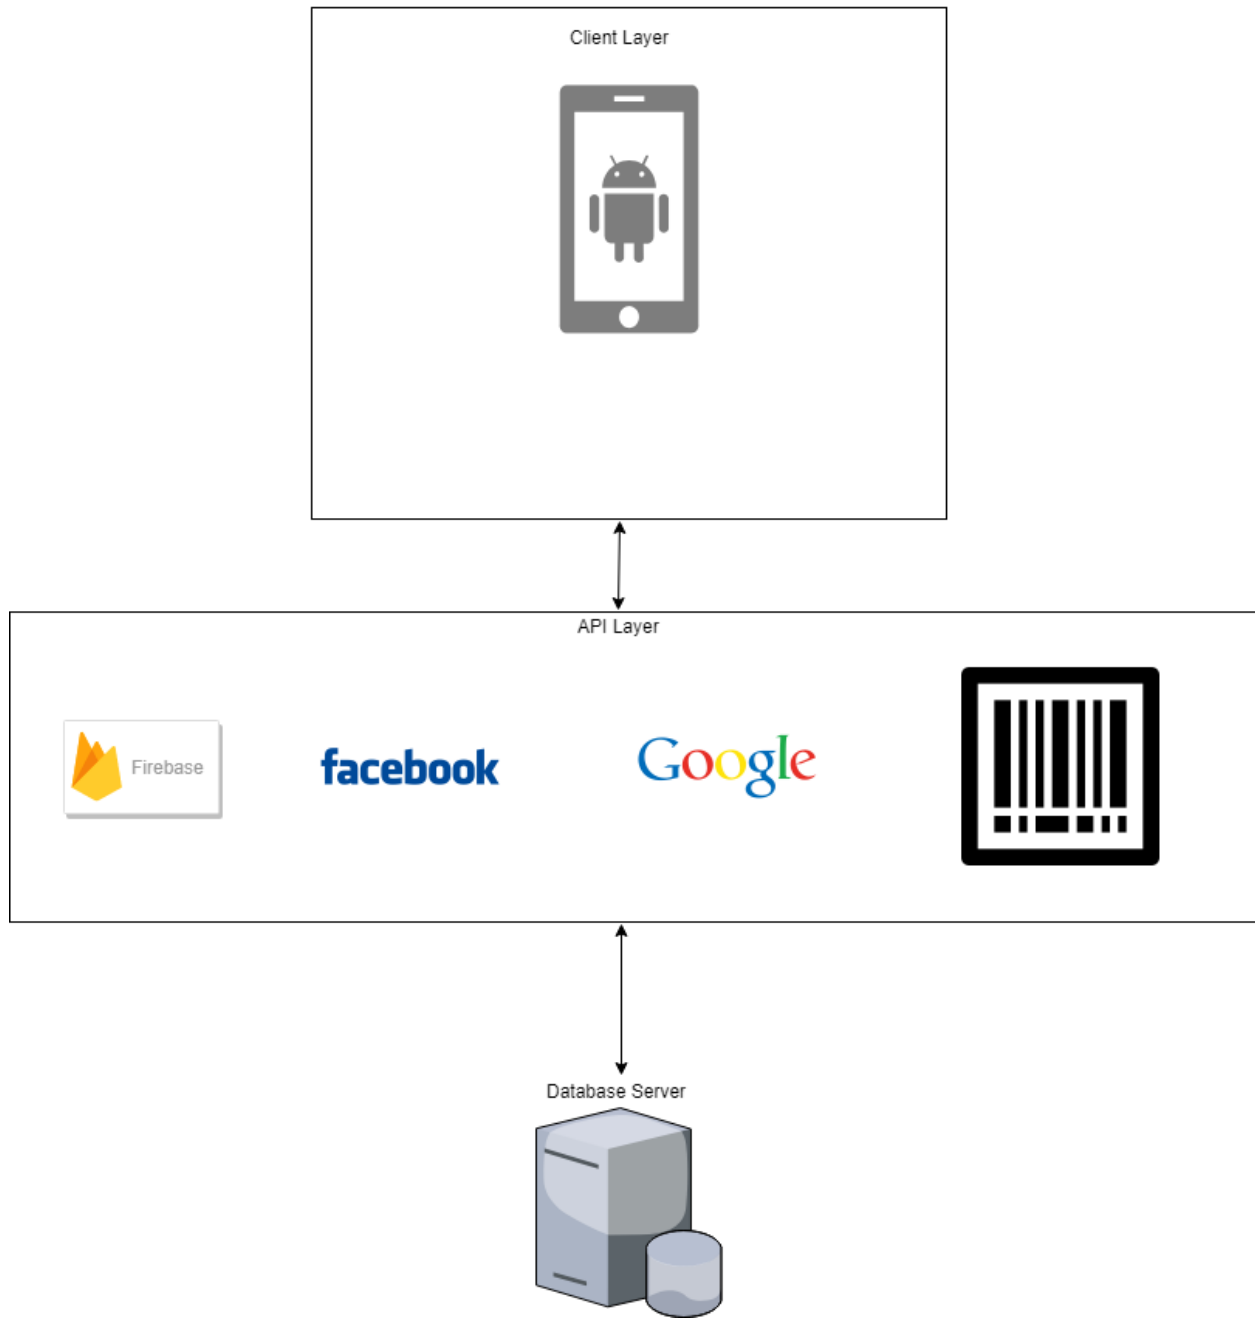 Client Layer
API Layer
Firebase
facebook
Google
Database Server